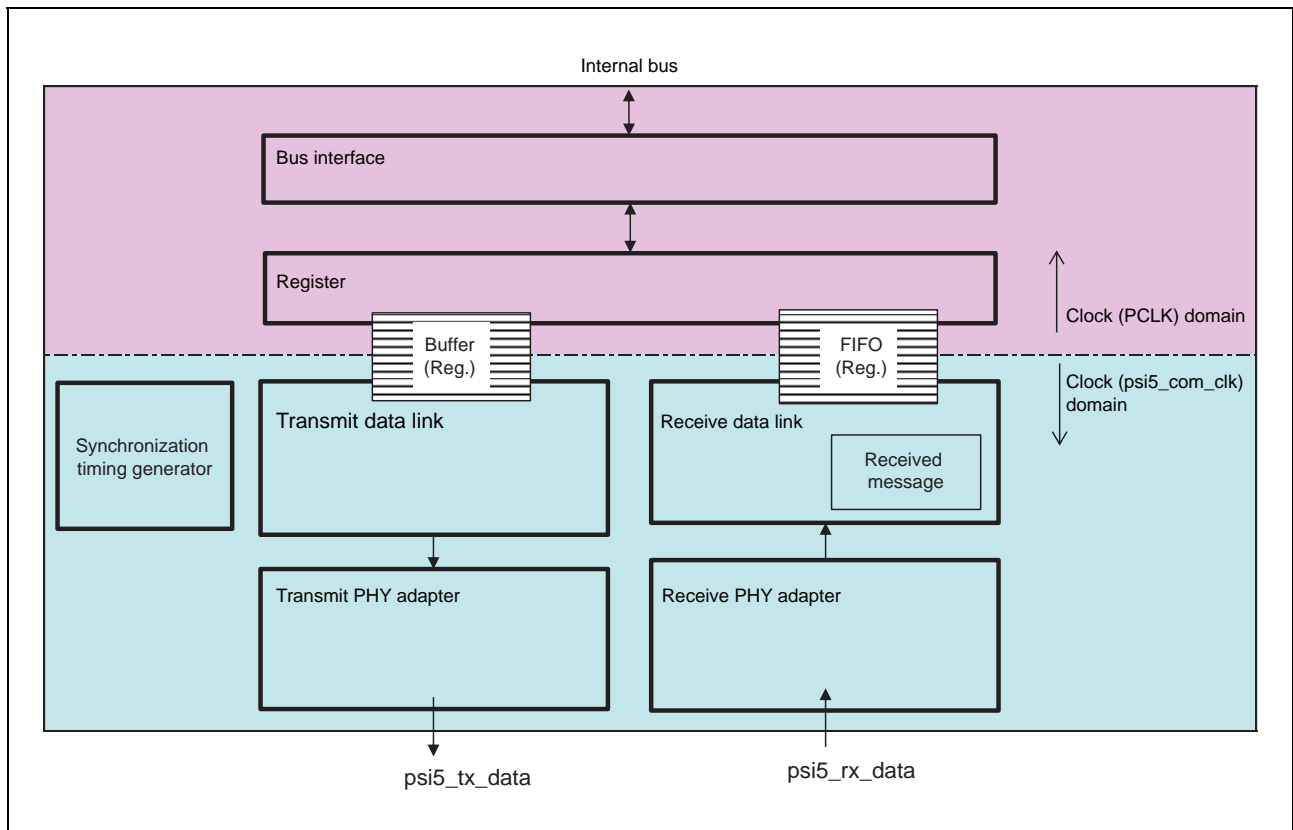 Internal bus
Bus interface
Register
Clock (PCLK) domain
Buffer
(Reg.)
FIFO
(Reg.)
Clock (psi5_com_clk)
domain
Synchronization
timing generator
Transmit data link
Receive data link
Received
message
Transmit PHY adapter
Receive PHY adapter
psi5_tx_data
psi5_rx_data